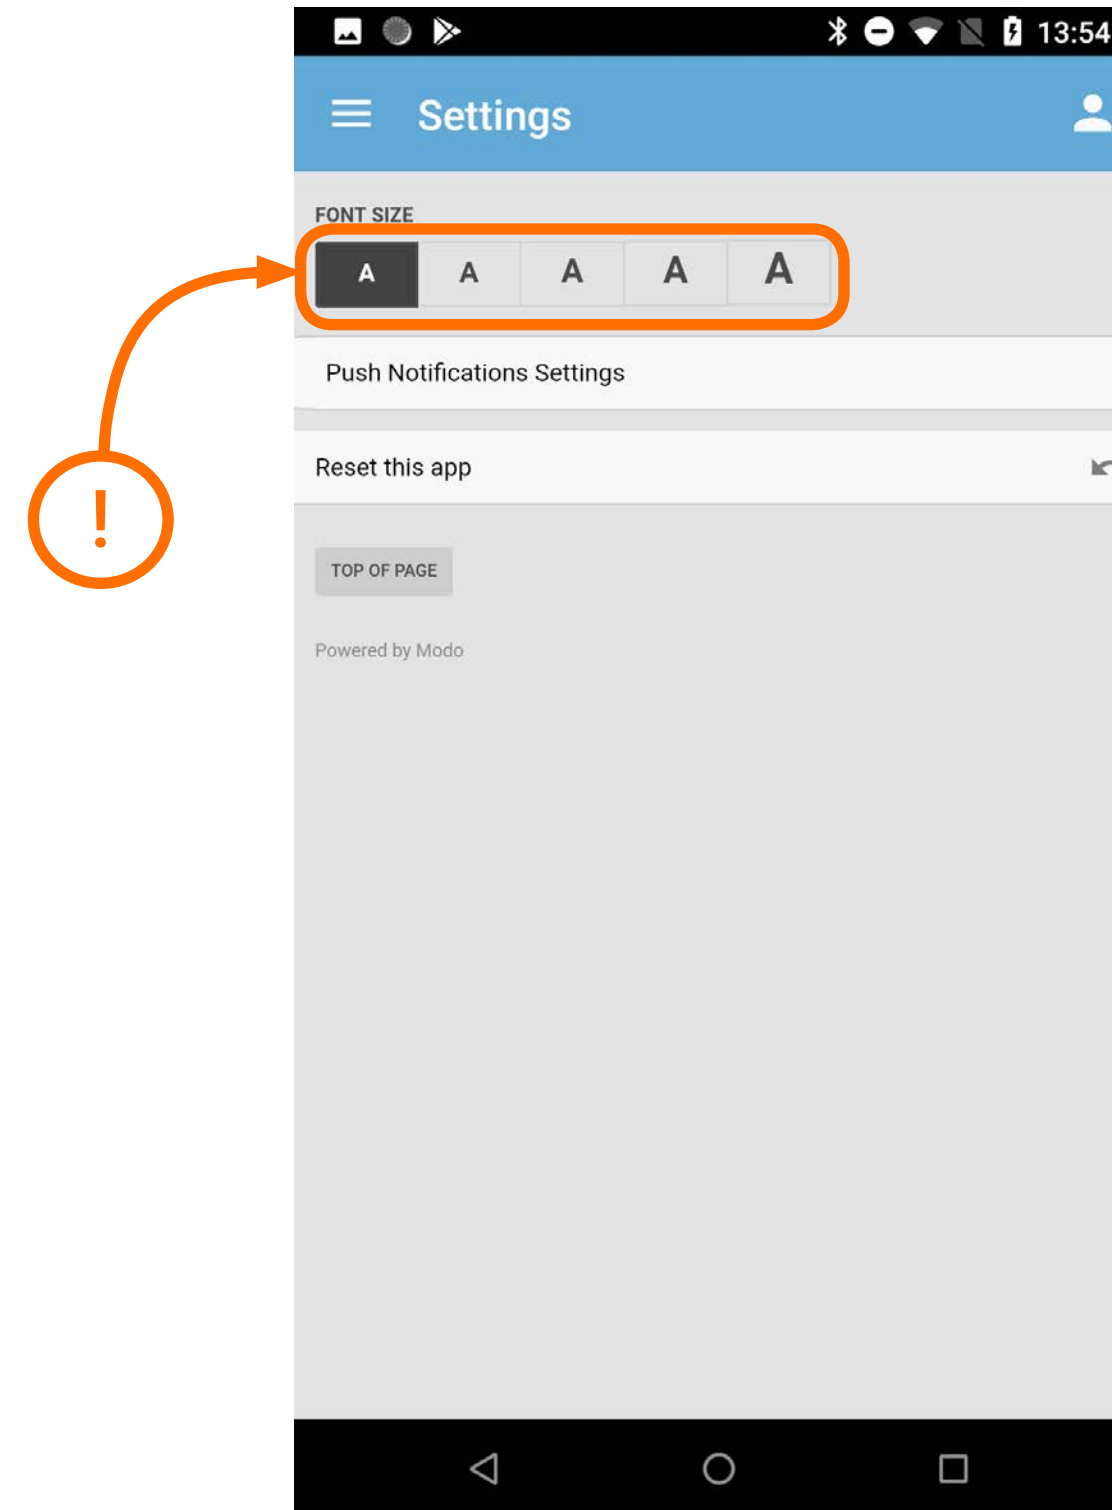 13:54
Settings
FONT SIZE
A A A A A
Push Notifications Settings
Reset this app
TOP OF PAGE
Powered by Modo
!